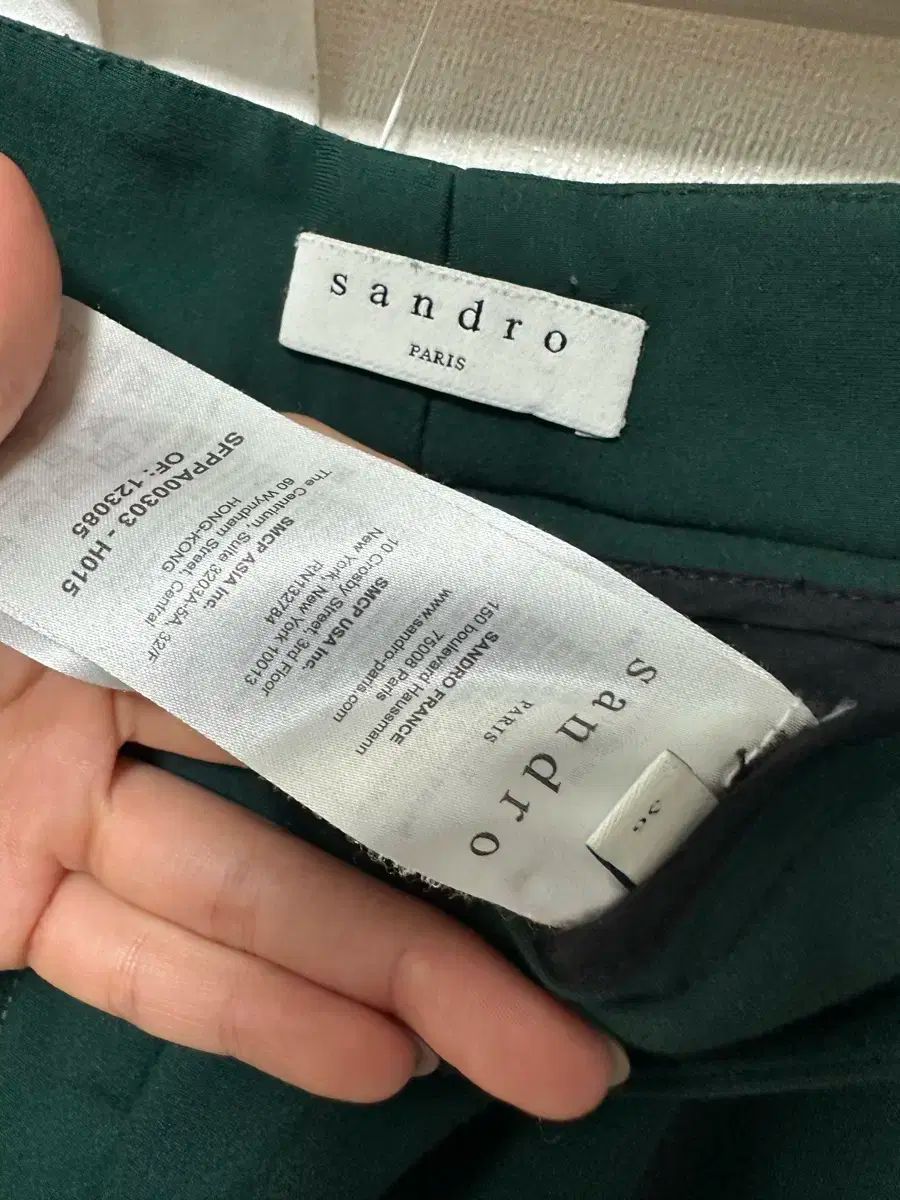 sandro
PARIS
sandro
PARIS
SANDRO FRANCE
150 boulevard Haussmann
75008 Paris
www.sandro-paris.com
SMCP USA Inc.
10 Crosby Street, 3rd Floor
New York, New York 10013
RN132784
SMCP ASIA Inc.
The Centrium, Suite 3203A-5A, 32/F
60 Wyndham Street, Central
HONG-KONG
SFPPA00303 - H015
OF: 123085
36